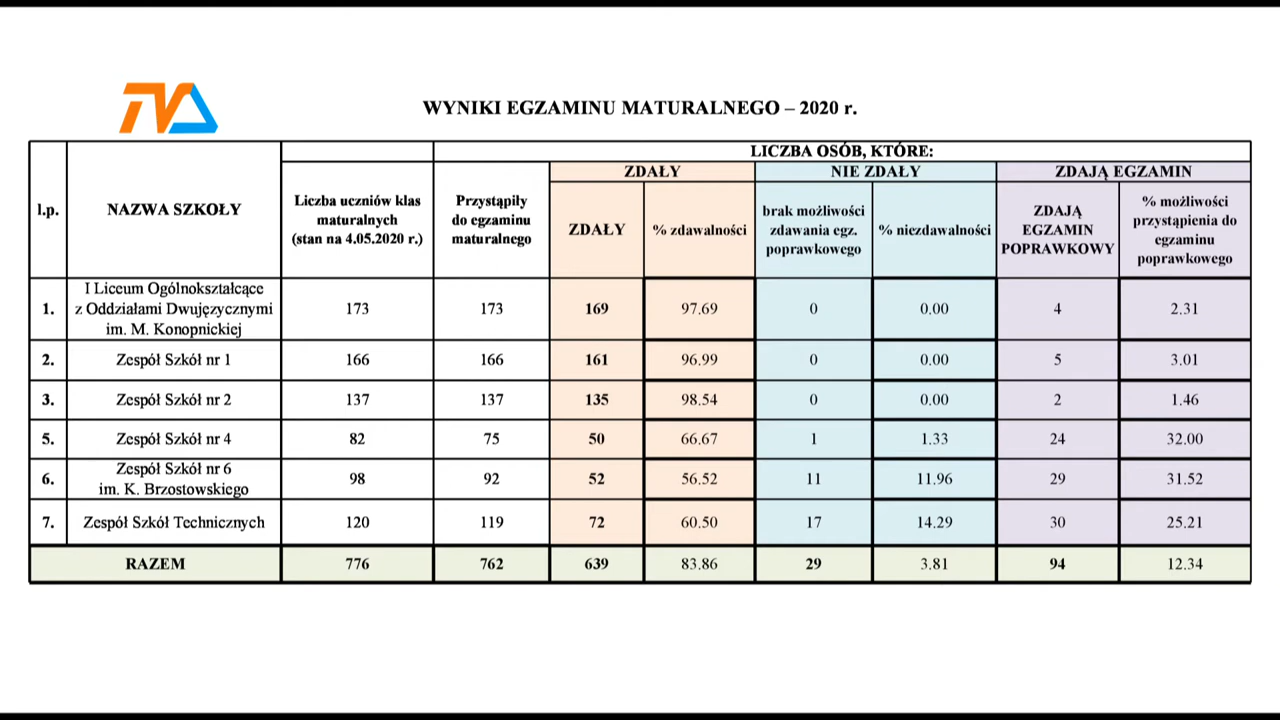 TVA
WYNIKI EGZAMINU MATURALNEGO – 2020 r.
l.p.
NAZWA SZKOŁY
Liczba uczniów klas
maturalnych
(stan na 4.05.2020 r.)
LICZBA OSÓB, KTÓRE:
Przystąpiły
do egzaminu
maturalnego
ZDAŁY
NIE ZDAŁY
ZDAJĄ EGZAMIN
ZDAŁY
% zdawalności
brak możliwości
zdawania egz.
poprawkowego
% niezdawalności
ZDAJĄ
EGZAMIN
POPRAWKOWY
% możliwości
przystąpienia do
egzaminu
poprawkowego
1.
I Liceum Ogólnokształcące
z Oddziałami Dwujęzycznymi
im. M. Konopnickiej
173 173 169 97.69 0 0.00 4 2.31
2. Zespół Szkół nr 1 166 166 161 96.99 0 0.00 5 3.01
3. Zespół Szkół nr 2 137 137 135 98.54 0 0.00 2 1.46
5. Zespół Szkół nr 4 82 75 50 66.67 1 1.33 24 32.00
6.
Zespół Szkół nr 6
im. K. Brzostowskiego
98 92 52 56.52 11 11.96 29 31.52
7. Zespół Szkół Technicznych 120 119 72 60.50 17 14.29 30 25.21
RAZEM 776 762 639 83.86 29 3.81 94 12.34